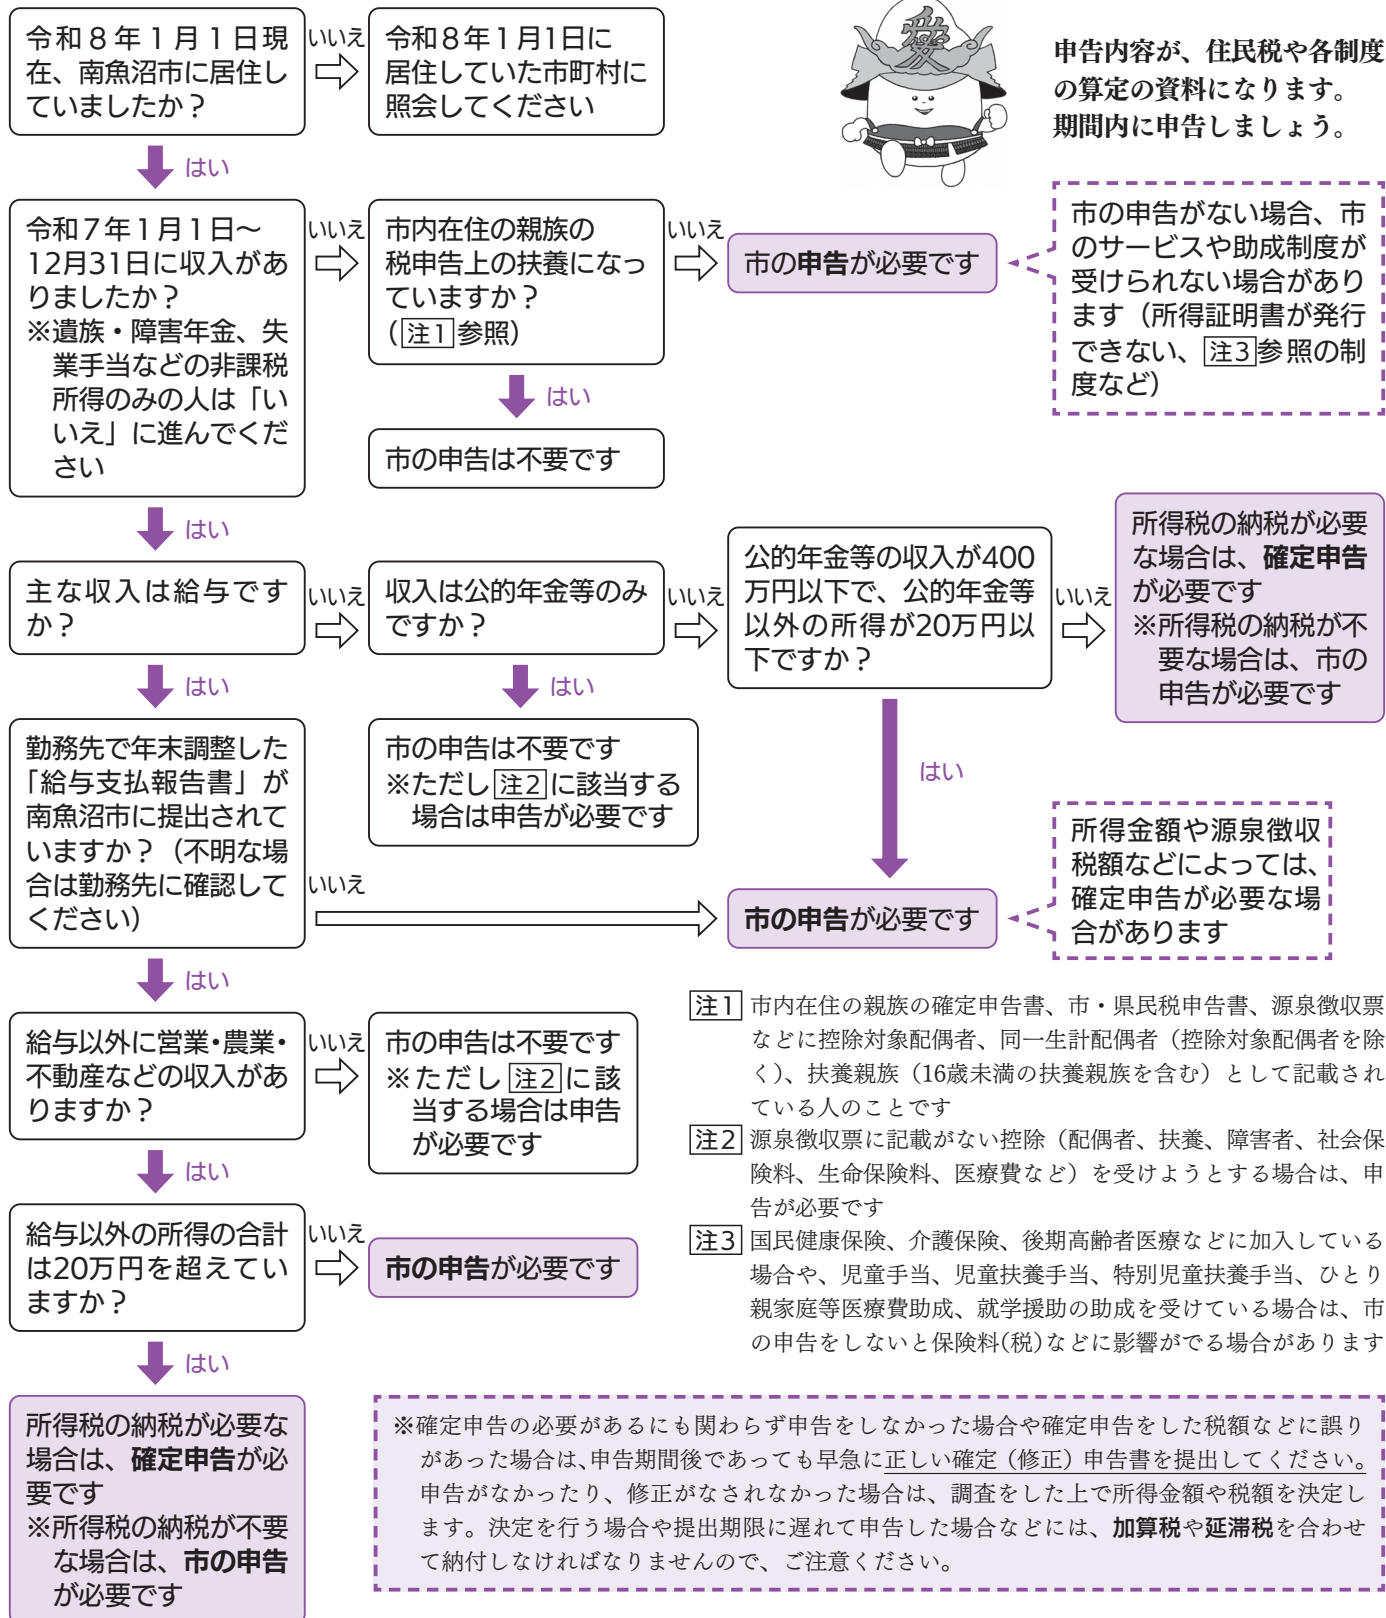 令和８年１月１日現
在、南魚沼市に居住し
ていましたか？
いいえ
令和８年１月１日に
居住していた市町村に
照会してください
愛
申告内容が、住民税や各制度
の算定の資料になります。
期間内に申告しましょう。
はい
令和７年１月１日～
12月31日に収入があ
りましたか？
※遺族・障害年金、失
業手当などの非課税
所得のみの人は「い
いえ」に進んでくだ
さい
いいえ
市内在住の親族の
税申告上の扶養になっ
ていますか？
（注1参照）
いいえ
市の申告が必要です
市の申告がない場合、市
のサービスや助成制度が
受けられない場合があり
ます（所得証明書が発行
できない、注3参照の制
度など）
はい
市の申告は不要です
はい
主な収入は給与です
か？
いいえ
収入は公的年金等のみ
ですか？
いいえ
公的年金等の収入が400
万円以下で、公的年金等
以外の所得が20万円以
下ですか？
いいえ
所得税の納税が必要
な場合は、確定申告
が必要です
※所得税の納税が不
要な場合は、市の
申告が必要です
はい
はい
勤務先で年末調整した
「給与支払報告書」が
南魚沼市に提出されて
いますか？（不明な場
合は勤務先に確認して
ください）
市の申告は不要です
※ただし注2に該当する
場合は申告が必要です
はい
いいえ
市の申告が必要です
所得金額や源泉徴収
税額などによっては、
確定申告が必要な場
合があります
はい
給与以外に営業・農業・
不動産などの収入があ
りますか？
いいえ
市の申告は不要です
※ただし注2に該
当する場合は申告
が必要です
はい
給与以外の所得の合計
は20万円を超えてい
ますか？
いいえ
市の申告が必要です
はい
所得税の納税が必要な
場合は、確定申告が必
要です
※所得税の納税が不要
な場合は、市の申告
が必要です
注1 市内在住の親族の確定申告書、市・県民税申告書、源泉徴収票
などに控除対象配偶者、同一生計配偶者（控除対象配偶者を除
く）、扶養親族（16歳未満の扶養親族を含む）として記載され
ている人のことです
注2 源泉徴収票に記載がない控除（配偶者、扶養、障害者、社会保
険料、生命保険料、医療費など）を受けようとする場合は、申
告が必要です
注3 国民健康保険、介護保険、後期高齢者医療などに加入している
場合や、児童手当、児童扶養手当、特別児童扶養手当、ひとり
親家庭等医療費助成、就学援助の助成を受けている場合は、市
の申告をしないと保険料（税）などに影響がでる場合があります
※確定申告の必要があるにも関わらず申告をしなかった場合や確定申告をした税額などに誤り
があった場合は、申告期間後であっても早急に正しい確定（修正）申告書を提出してください。
申告がなかったり、修正がなされなかった場合は、調査をした上で所得金額や税額を決定し
ます。決定を行う場合や提出期限に遅れて申告した場合などには、加算税や延滞税を合わせ
て納付しなければなりませんので、ご注意ください。